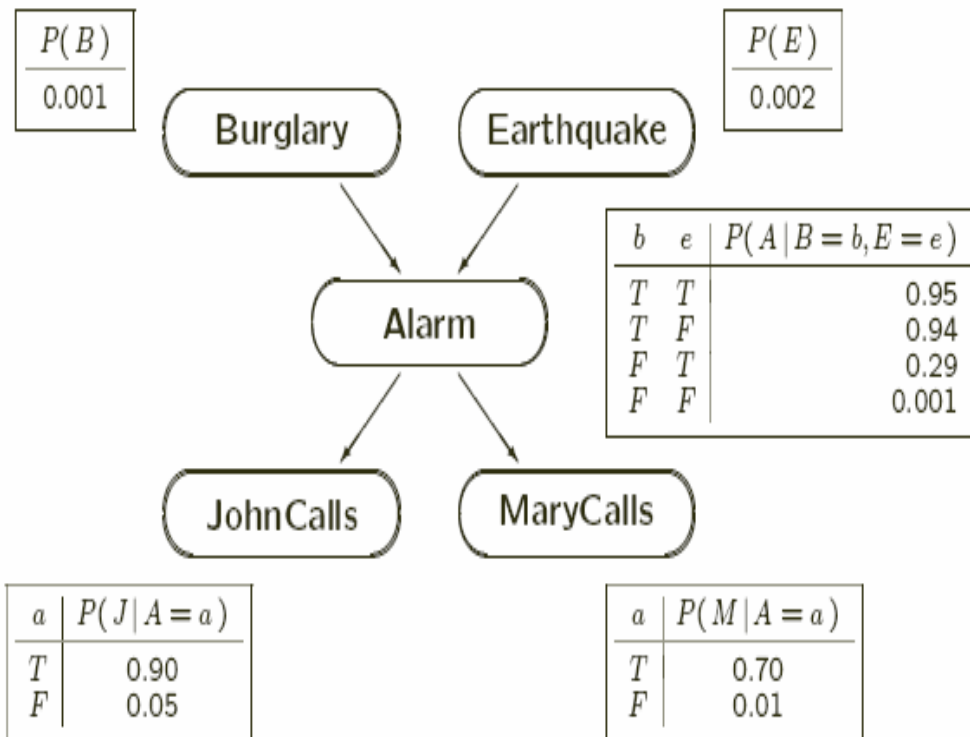 P(B)
0.001
P(E)
0.002
Burglary
Earthquake
b e P(A|B=b,E=e)
T T 0.95
T F 0.94
F T 0.29
F F 0.001
Alarm
JohnCalls
MaryCalls
a P(J|A=a)
T 0.90
F 0.05
a P(M|A=a)
T 0.70
F 0.01